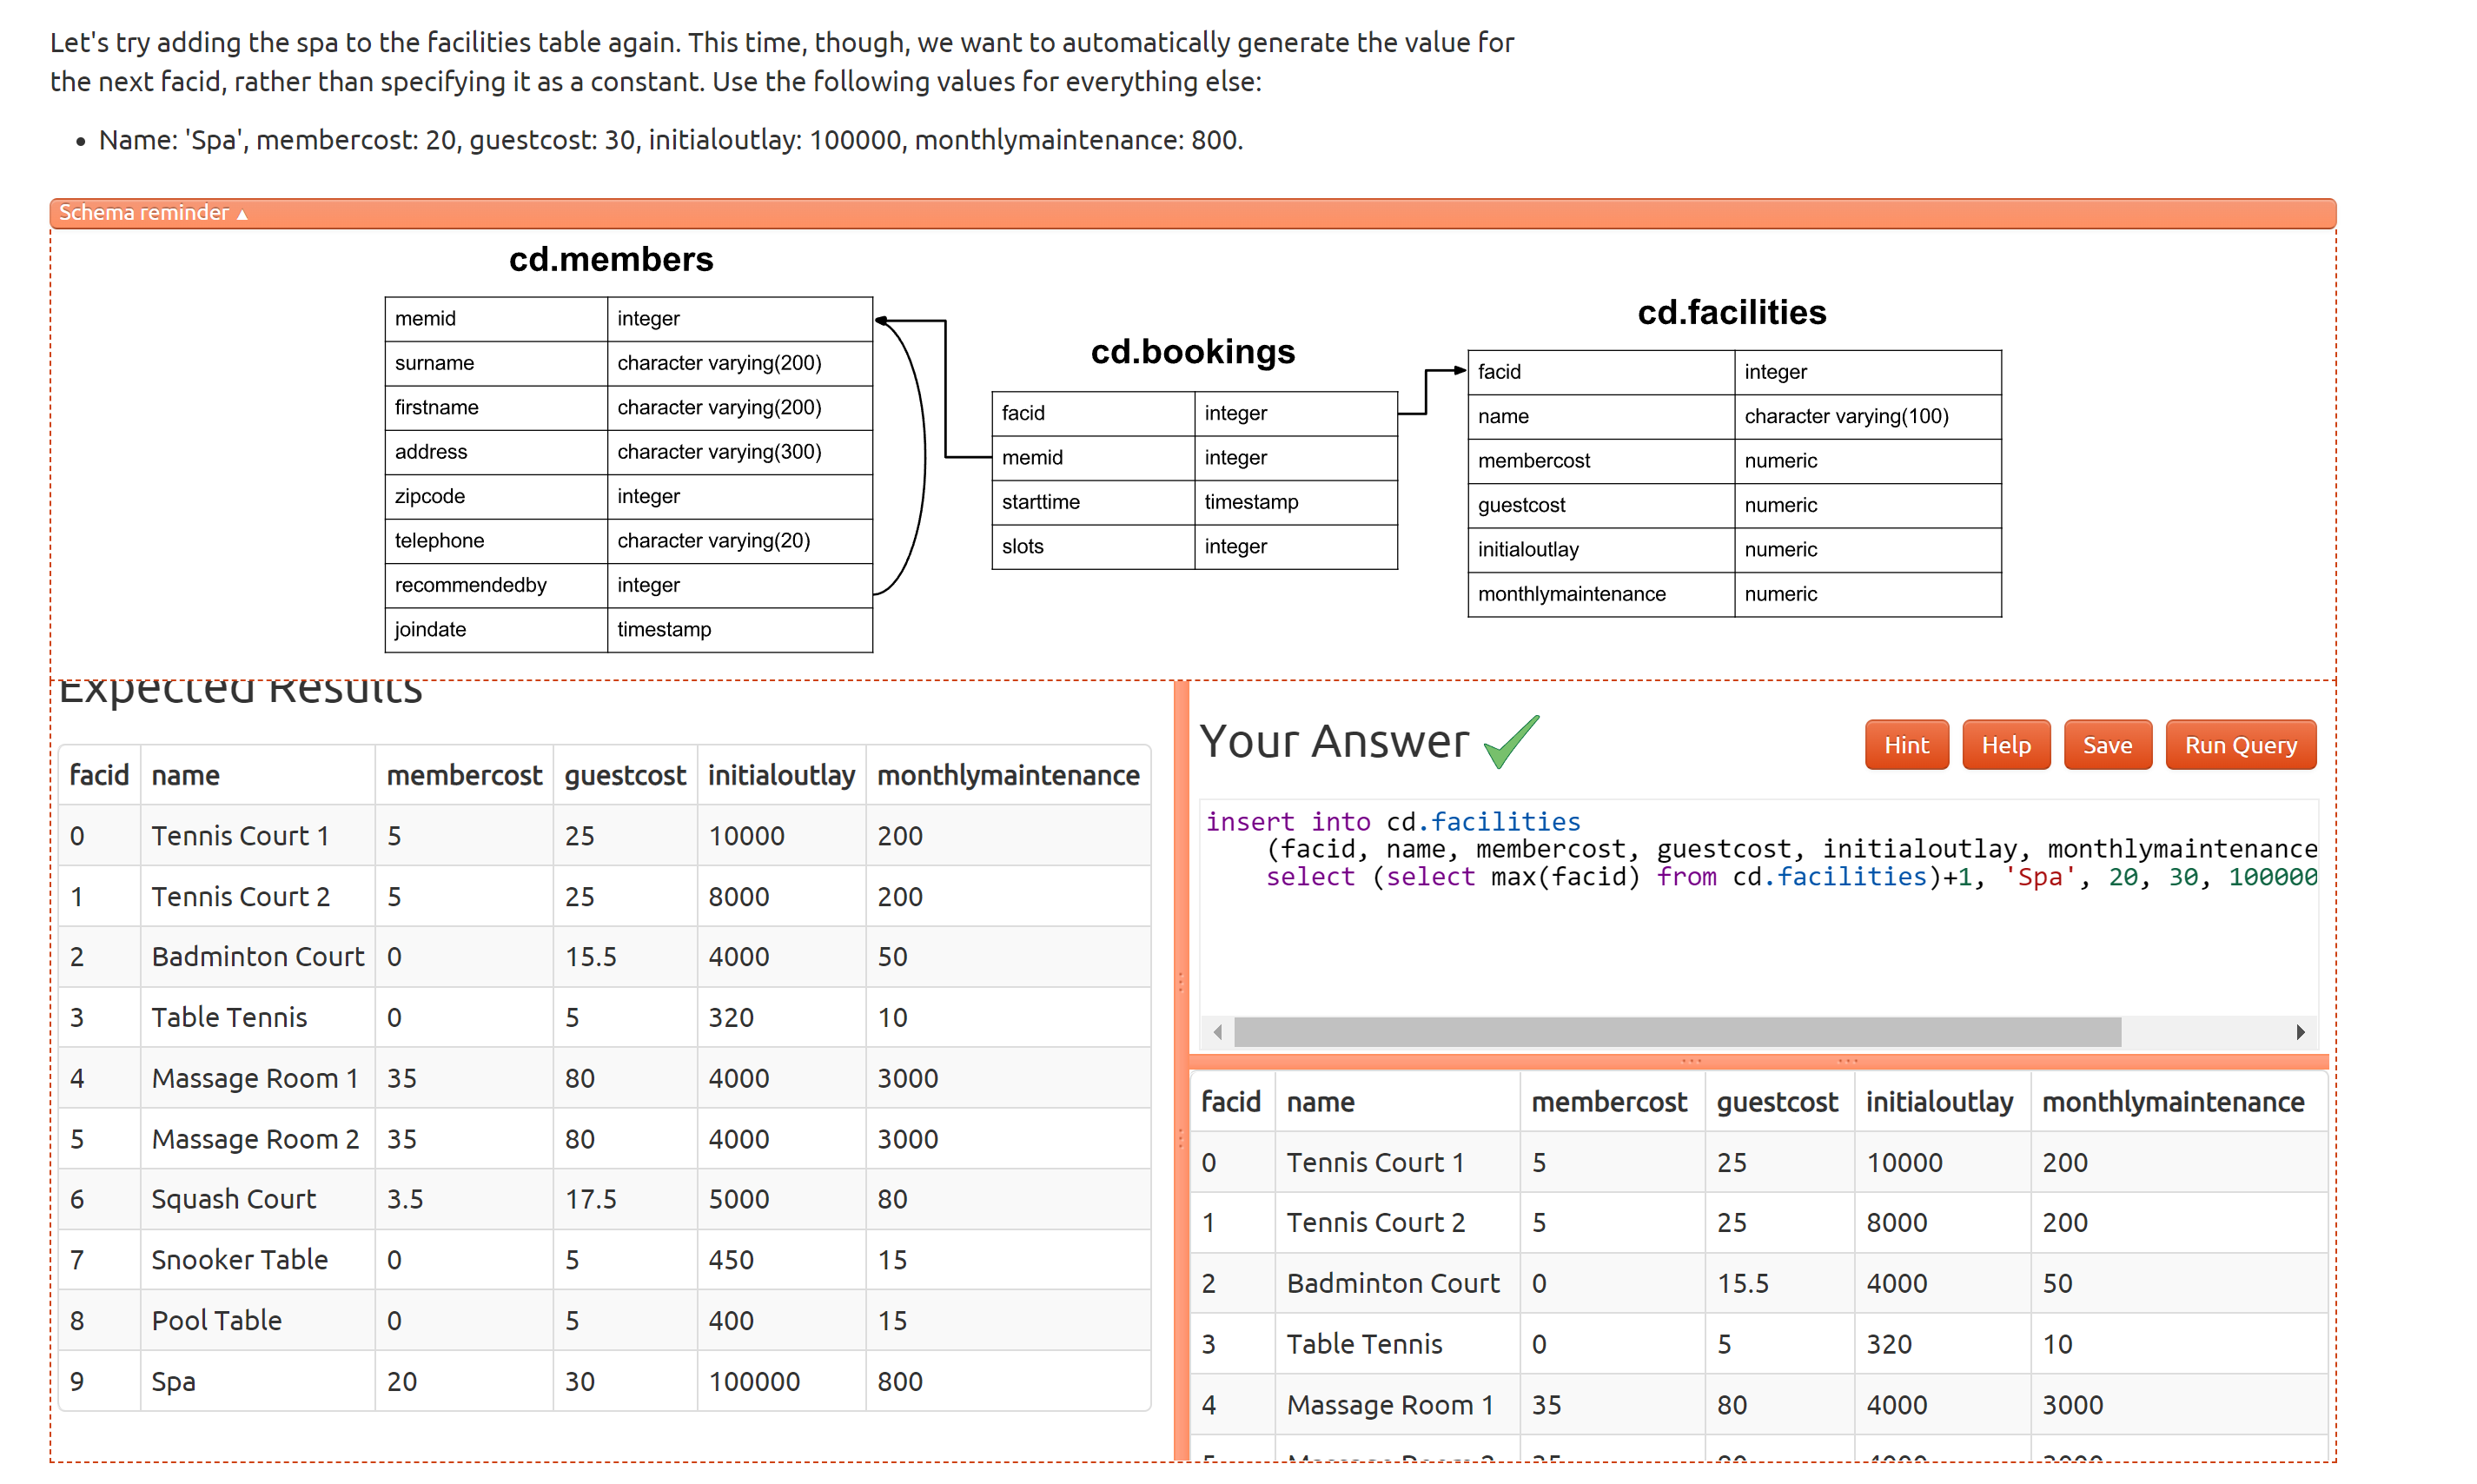 Let's try adding the spa to the facilities table again. This time, though, we want to automatically generate the value for
the next facid, rather than specifying it as a constant. Use the following values for everything else:
• Name: 'Spa', membercost: 20, guestcost: 30, initialoutlay: 100000, monthlymaintenance: 800.
Schema reminder ▲
cd.members
memid integer
surname character varying(200)
firstname character varying(200)
address character varying(300)
zipcode integer
telephone character varying(20)
recommendedby integer
joindate timestamp
cd.bookings
facid integer
memid integer
starttime timestamp
slots integer
cd.facilities
facid integer
name character varying(100)
membercost numeric
guestcost numeric
initialoutlay numeric
monthlymaintenance numeric
Expected Results
facid name membercost guestcost initialoutlay monthlymaintenance
0 Tennis Court 1 5 25 10000 200
1 Tennis Court 2 5 25 8000 200
2 Badminton Court 0 15.5 4000 50
3 Table Tennis 0 5 320 10
4 Massage Room 1 35 80 4000 3000
5 Massage Room 2 35 80 4000 3000
6 Squash Court 3.5 17.5 5000 80
7 Snooker Table 0 5 450 15
8 Pool Table 0 5 400 15
9 Spa 20 30 100000 800
Your Answer
Hint Help Save Run Query
insert into cd.facilities
(facid, name, membercost, guestcost, initialoutlay, monthlymaintenance
select (select max(facid) from cd.facilities)+1, 'Spa', 20, 30, 100000
facid name membercost guestcost initialoutlay monthlymaintenance
0 Tennis Court 1 5 25 10000 200
1 Tennis Court 2 5 25 8000 200
2 Badminton Court 0 15.5 4000 50
3 Table Tennis 0 5 320 10
4 Massage Room 1 35 80 4000 3000